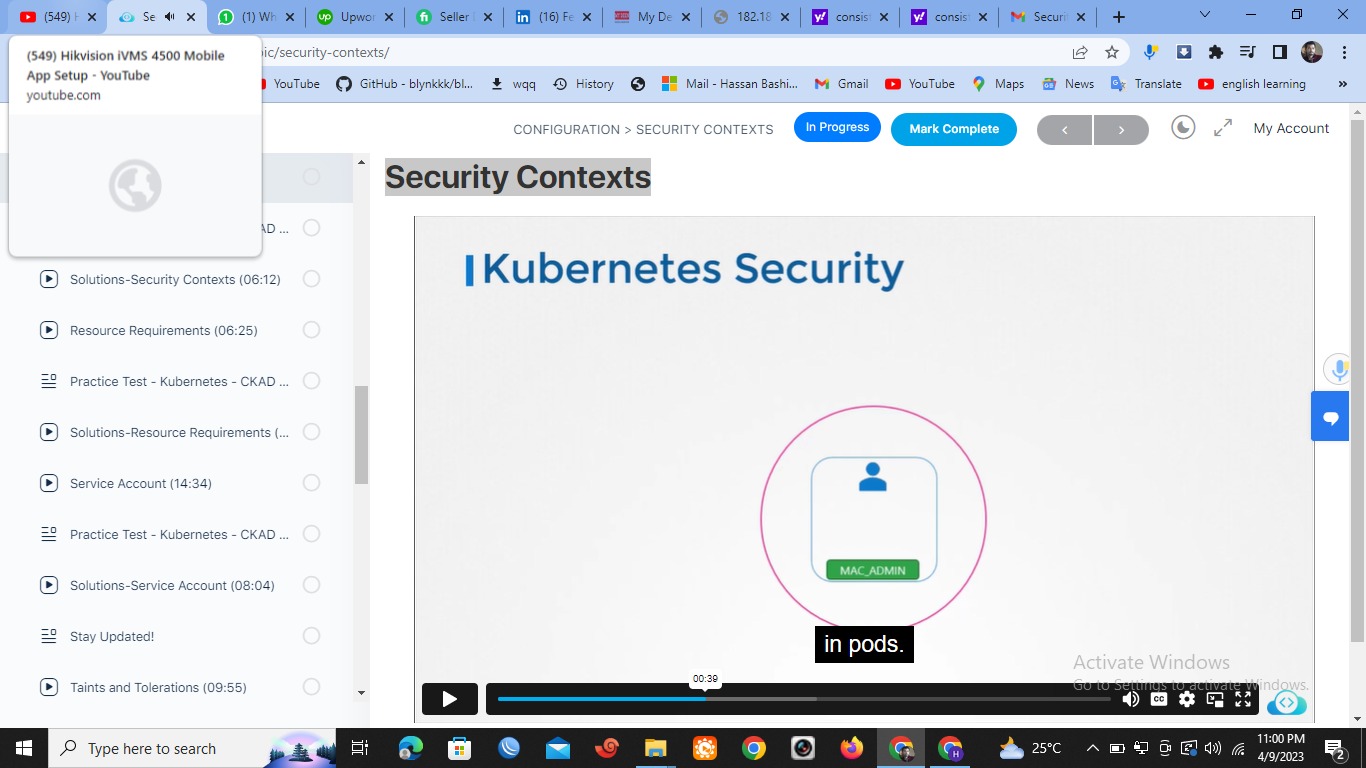 (549) H
Se
(1) Wh
Upwor
Seller
(16) Fe
My De
182.18
consist
consist
Securit
(549) Hikvision iVMS 4500 Mobile
App Setup - YouTube
youtube.com
pic/security-contexts/
YouTube
GitHub - blynkkk/bl...
wqq
History
Mail - Hassan Bashi...
Gmail
YouTube
Maps
News
Translate
english learning
»
CONFIGURATION > SECURITY CONTEXTS
In Progress
Mark Complete
<
>
My Account
Security Contexts
AD ...
Solutions-Security Contexts (06:12)
Resource Requirements (06:25)
Practice Test - Kubernetes - CKAD ...
Solutions-Resource Requirements (...
Service Account (14:34)
Practice Test - Kubernetes - CKAD ...
Solutions-Service Account (08:04)
Stay Updated!
Taints and Tolerations (09:55)
Kubernetes Security
MAC_ADMIN
in pods.
00:39
CC
Activate Windows
Go to Settings to activate Windows.
Type here to search
25°C
11:00 PM
4/9/2023
2